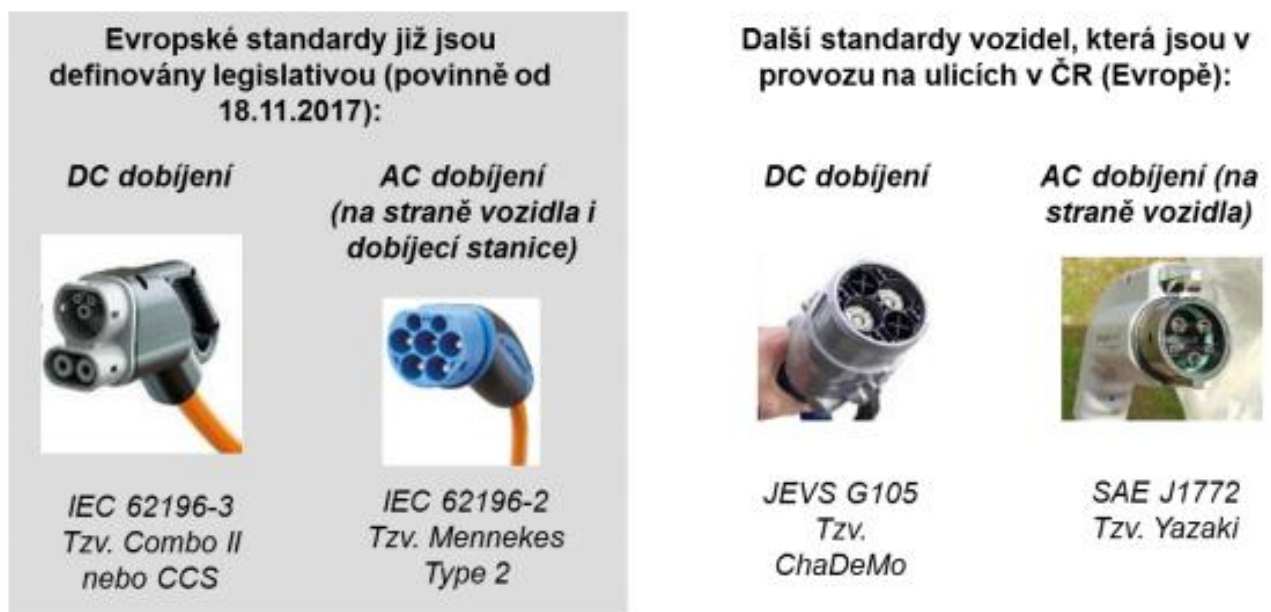 Evropské standardy již jsou
definovány legislativou (povinně od
18.11.2017):
DC dobíjení
AC dobíjení
(na straně vozidla i
dobíjecí stanice)
IEC 62196-3
Tzv. Combo II
nebo CCS
IEC 62196-2
Tzv. Mennekes
Type 2
Další standardy vozidel, která jsou v
provozu na ulicích v ČR (Evropě):
DC dobíjení
AC dobíjení (na
straně vozidla)
JEVS G105
Tzv.
ChaDeMo
SAE J1772
Tzv. Yazaki